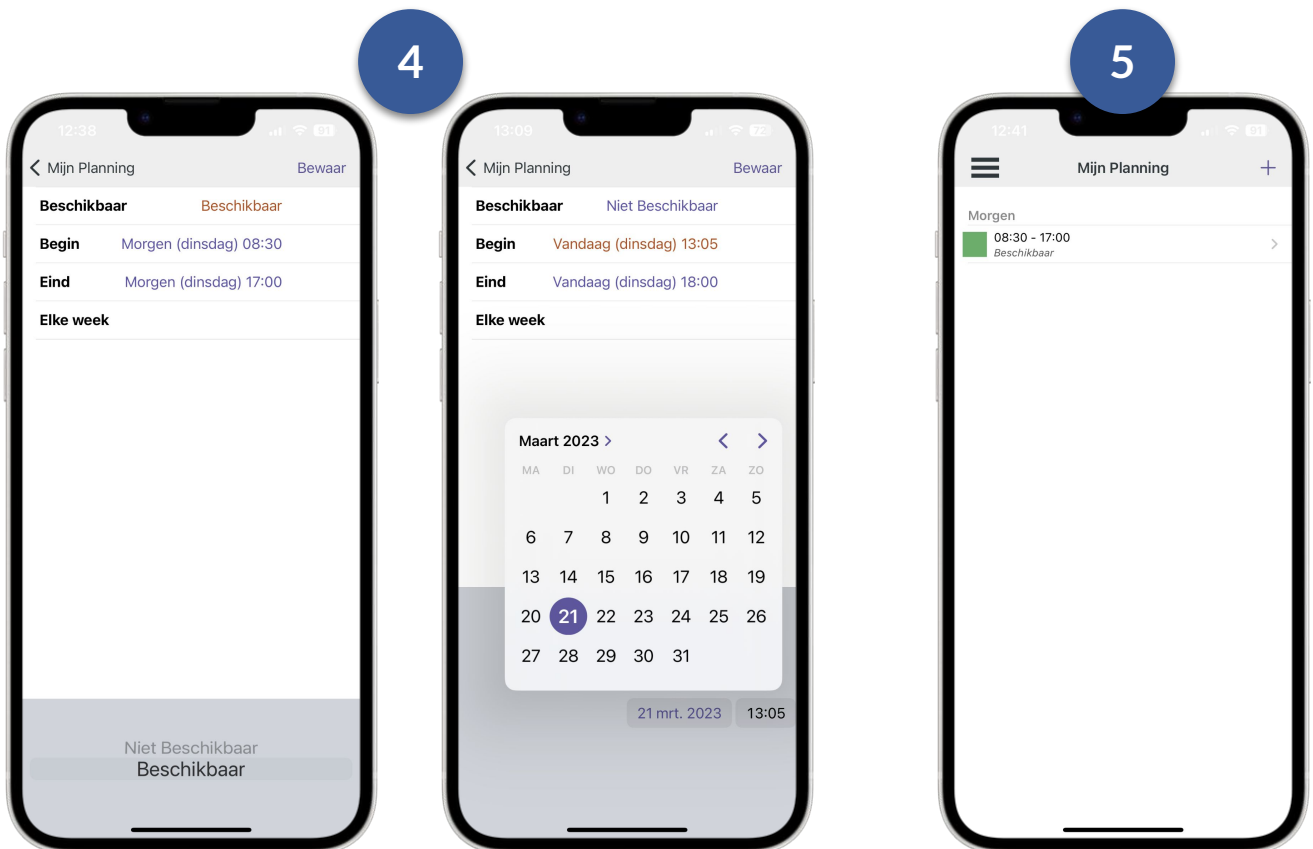 4
12:38
91
Mijn Planning Bewaar
Beschikbaar Beschikbaar
Begin Morgen (dinsdag) 08:30
Eind Morgen (dinsdag) 17:00
Elke week
Niet Beschikbaar
Beschikbaar
13:09
72
Mijn Planning Bewaar
Beschikbaar Niet Beschikbaar
Begin Vandaag (dinsdag) 13:05
Eind Vandaag (dinsdag) 18:00
Elke week
Maart 2023
MA DI WO DO VR ZA ZO
1 2 3 4 5
6 7 8 9 10 11 12
13 14 15 16 17 18 19
20 21 22 23 24 25 26
27 28 29 30 31
21 mrt. 2023 13:05
5
12:41
91
Mijn Planning +
Morgen
08:30 - 17:00
Beschikbaar